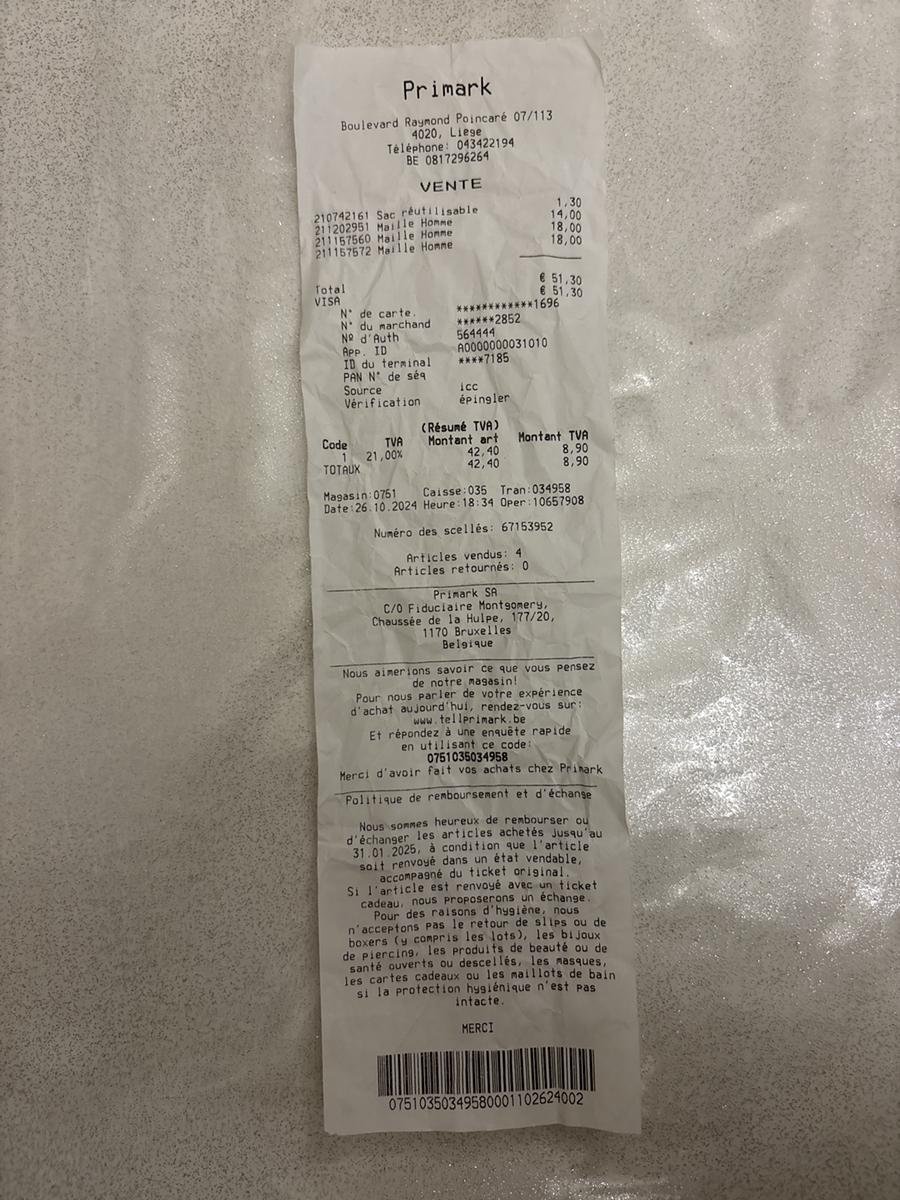 Primark
Boulevard Raymond Poincaré 07/113
4020, Liege
Téléphone: 043422194
BE 0817296264
VENTE
210742161 Sac réutilisable 1,30
211202951 Maille Homme 14,00
211157560 Maille Homme 18,00
211157572 Maille Homme 18,00
Total € 51,30
VISA € 51,30
N° de carte. ************1696
N° du marchand ******2852
Nº d'Auth 564444
App. ID A0000000031010
ID du terminal ****7185
PAN N° de séq
Source icc
Vérification épingler
(Résumé TVA)
Code TVA Montant art Montant TVA
1 21,00% 42,40 8,90
TOTAUX 42,40 8,90
Magasin:0751 Caisse:035 Tran:034958
Date:26.10.2024 Heure:18:34 Oper:10657908
Numéro des scellés: 67153952
Articles vendus: 4
Articles retournés: 0
Primark SA
C/O Fiduciaire Montgomery,
Chaussée de la Hulpe, 177/20,
1170 Bruxelles
Belgique
Nous aimerions savoir ce que vous pensez
de notre magasin!
Pour nous parler de votre expérience
d'achat aujourd'hui, rendez-vous sur:
www.tellprimark.be
Et répondez à une enquête rapide
en utilisant ce code:
0751035034958
Merci d'avoir fait vos achats chez Primark
Politique de remboursement et d'échange
Nous sommes heureux de rembourser ou
d'échanger les articles achetés jusqu'au
31.01.2025, à condition que l'article
soit renvoyé dans un état vendable,
accompagné du ticket original.
Si l'article est renvoyé avec un ticket
cadeau, nous proposerons un échange.
Pour des raisons d'hygiène, nous
n'acceptons pas le retour de slips ou de
boxers (y compris les lots), les bijoux
de piercing, les produits de beauté ou de
santé ouverts ou descellés, les masques,
les cartes cadeaux ou les maillots de bain
si la protection hygiénique n'est pas
intacte.
MERCI
07510350349580001102624002